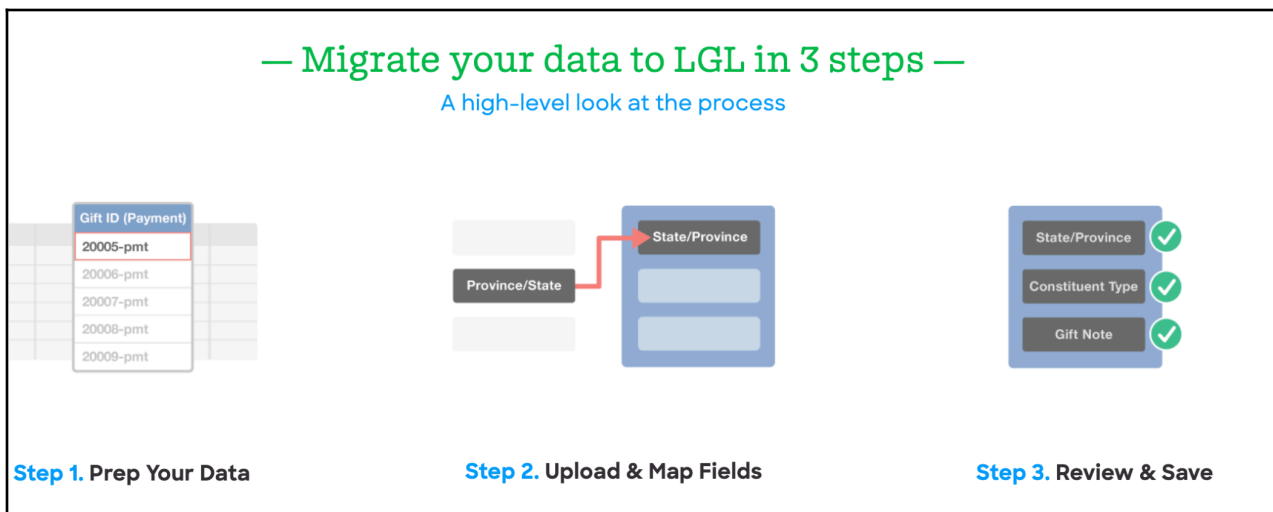 — Migrate your data to LGL in 3 steps —
A high-level look at the process
Gift ID (Payment)
20005-pmt
20006-pmt
20007-pmt
20008-pmt
20009-pmt
Province/State
State/Province
State/Province
Constituent Type
Gift Note
Step 1. Prep Your Data
Step 2. Upload & Map Fields
Step 3. Review & Save